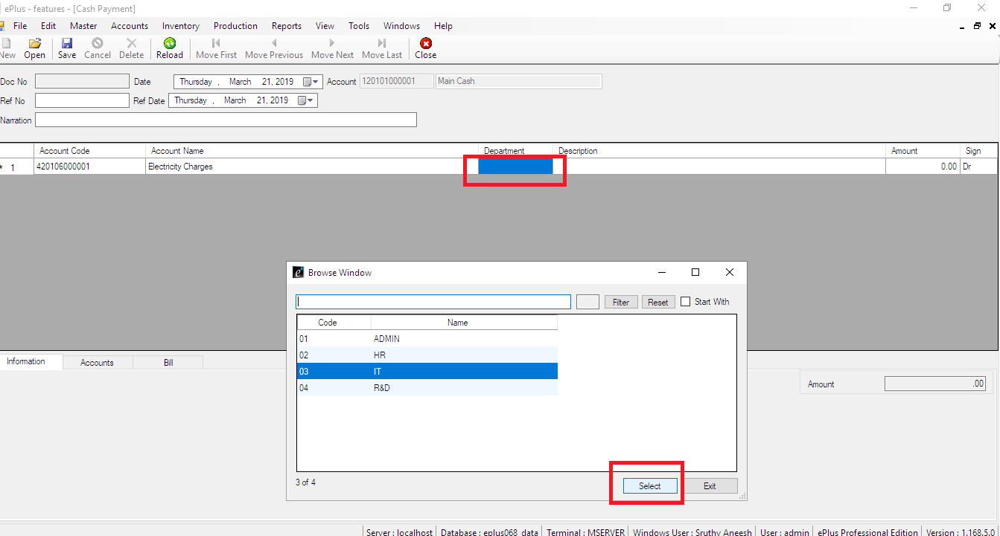 ePlus - features - [Cash Payment]
File Edit Master Accounts Inventory Production Reports View Tools Windows Help
New Open Save Cancel Delete Reload Move First Move Previous Move Next Move Last Close
Doc No Date Thursday , March 21, 2019 Account 120101000001 Main Cash
Ref No Ref Date Thursday , March 21, 2019
Narration
Account Code Account Name Department Description Amount Sign
* 1 420106000001 Electricity Charges 0.00 Dr
Browse Window
Filter Reset Start With
Code Name
01 ADMIN
02 HR
03 IT
04 R&D
3 of 4
Select Exit
Information Accounts Bill
Amount .00
Server : localhost Database : eplus068_data Terminal : MSERVER Windows User : Sruthy Aneesh User : admin ePlus Professional Edition Version : 1.168.5.0